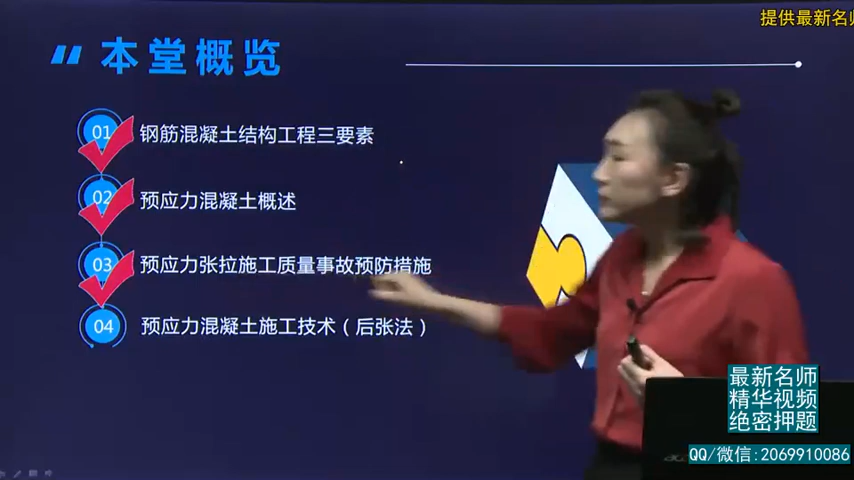 提供最新名师
本堂概览
01 钢筋混凝土结构工程三要素
02 预应力混凝土概述
03 预应力张拉施工质量事故预防措施
04 预应力混凝土施工技术（后张法）
最新名师
精华视频
绝密押题
QQ/微信:2069910086